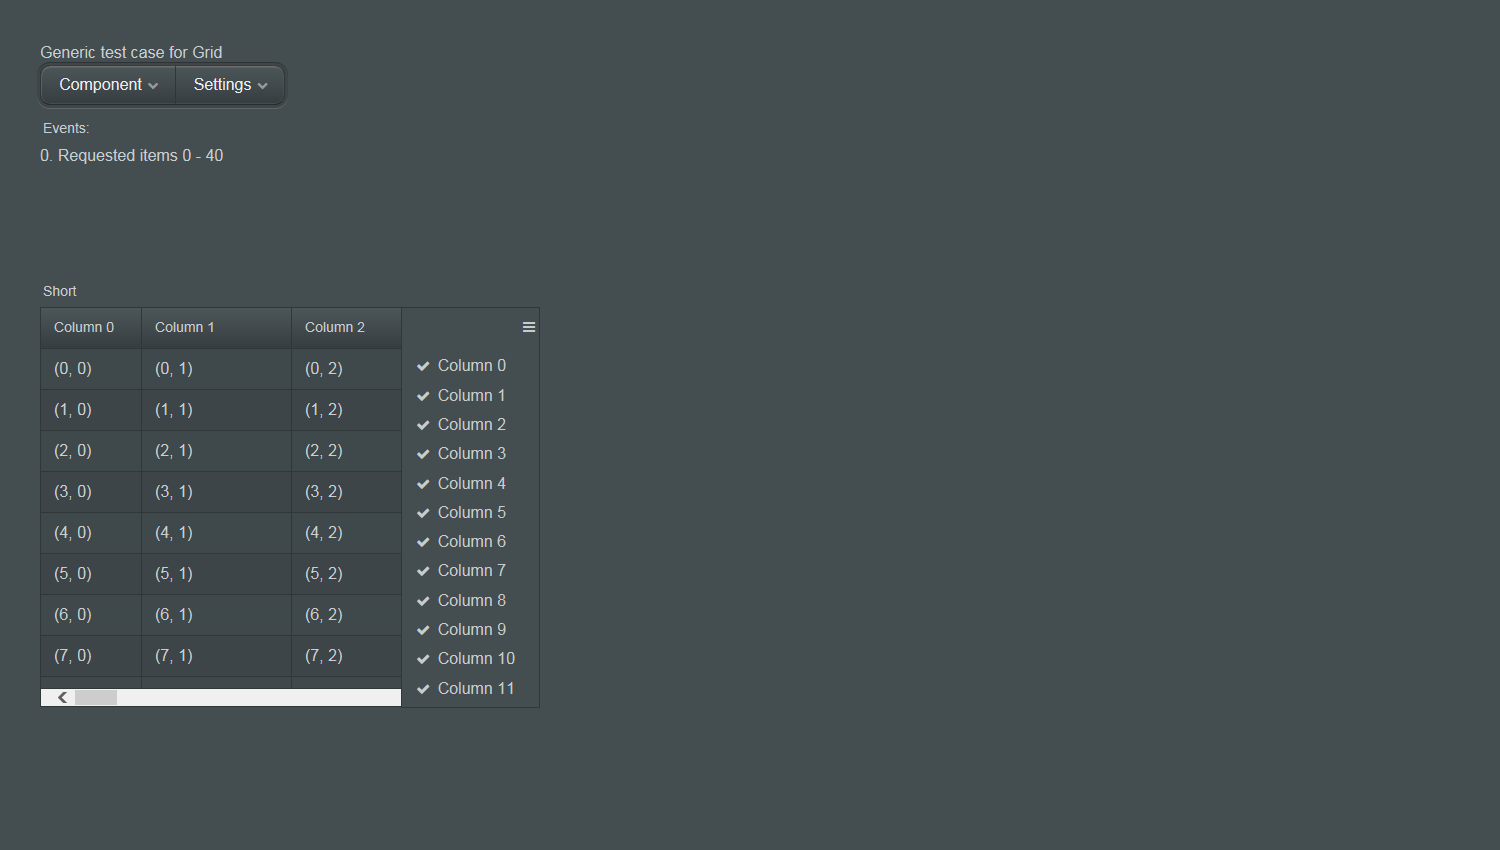 Generic test case for Grid
Component Settings
Events:
0. Requested items 0 - 40
Short
Column 0 Column 1 Column 2
(0, 0) (0, 1) (0, 2)
(1, 0) (1, 1) (1, 2)
(2, 0) (2, 1) (2, 2)
(3, 0) (3, 1) (3, 2)
(4, 0) (4, 1) (4, 2)
(5, 0) (5, 1) (5, 2)
(6, 0) (6, 1) (6, 2)
(7, 0) (7, 1) (7, 2)
Column 0
Column 1
Column 2
Column 3
Column 4
Column 5
Column 6
Column 7
Column 8
Column 9
Column 10
Column 11